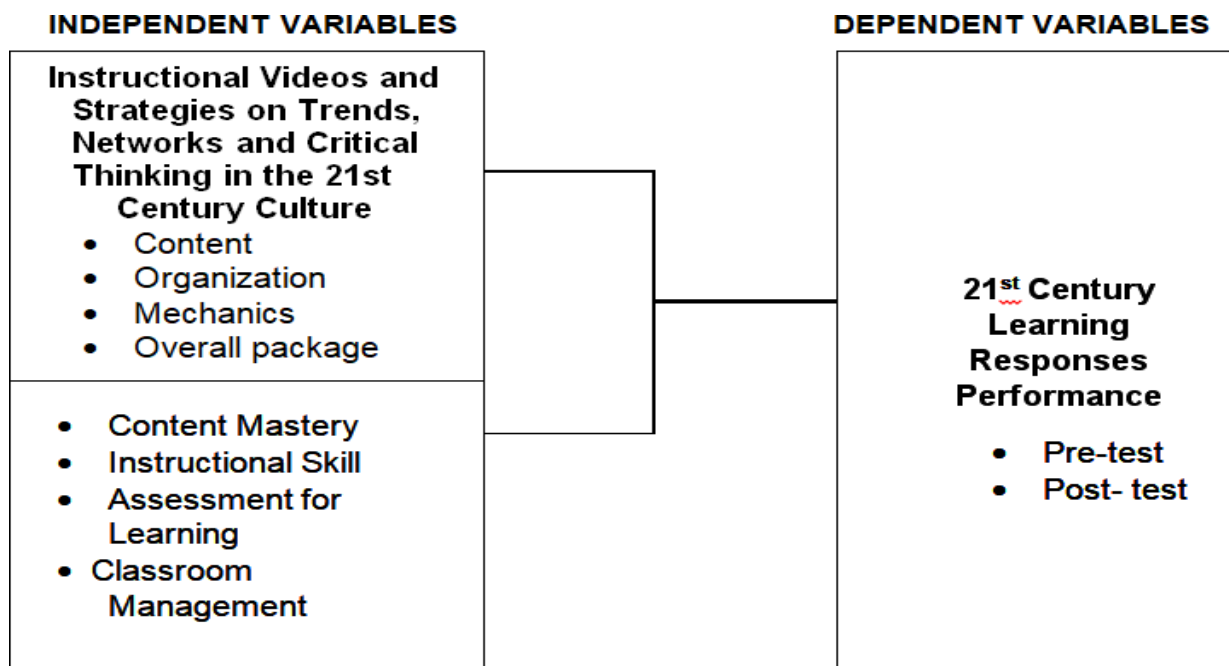 INDEPENDENT VARIABLES
Instructional Videos and
Strategies on Trends,
Networks and Critical
Thinking in the 21st
Century Culture
• Content
• Organization
• Mechanics
• Overall package
• Content Mastery
• Instructional Skill
• Assessment for
Learning
• Classroom
Management
DEPENDENT VARIABLES
21st Century
Learning
Responses
Performance
• Pre-test
• Post- test